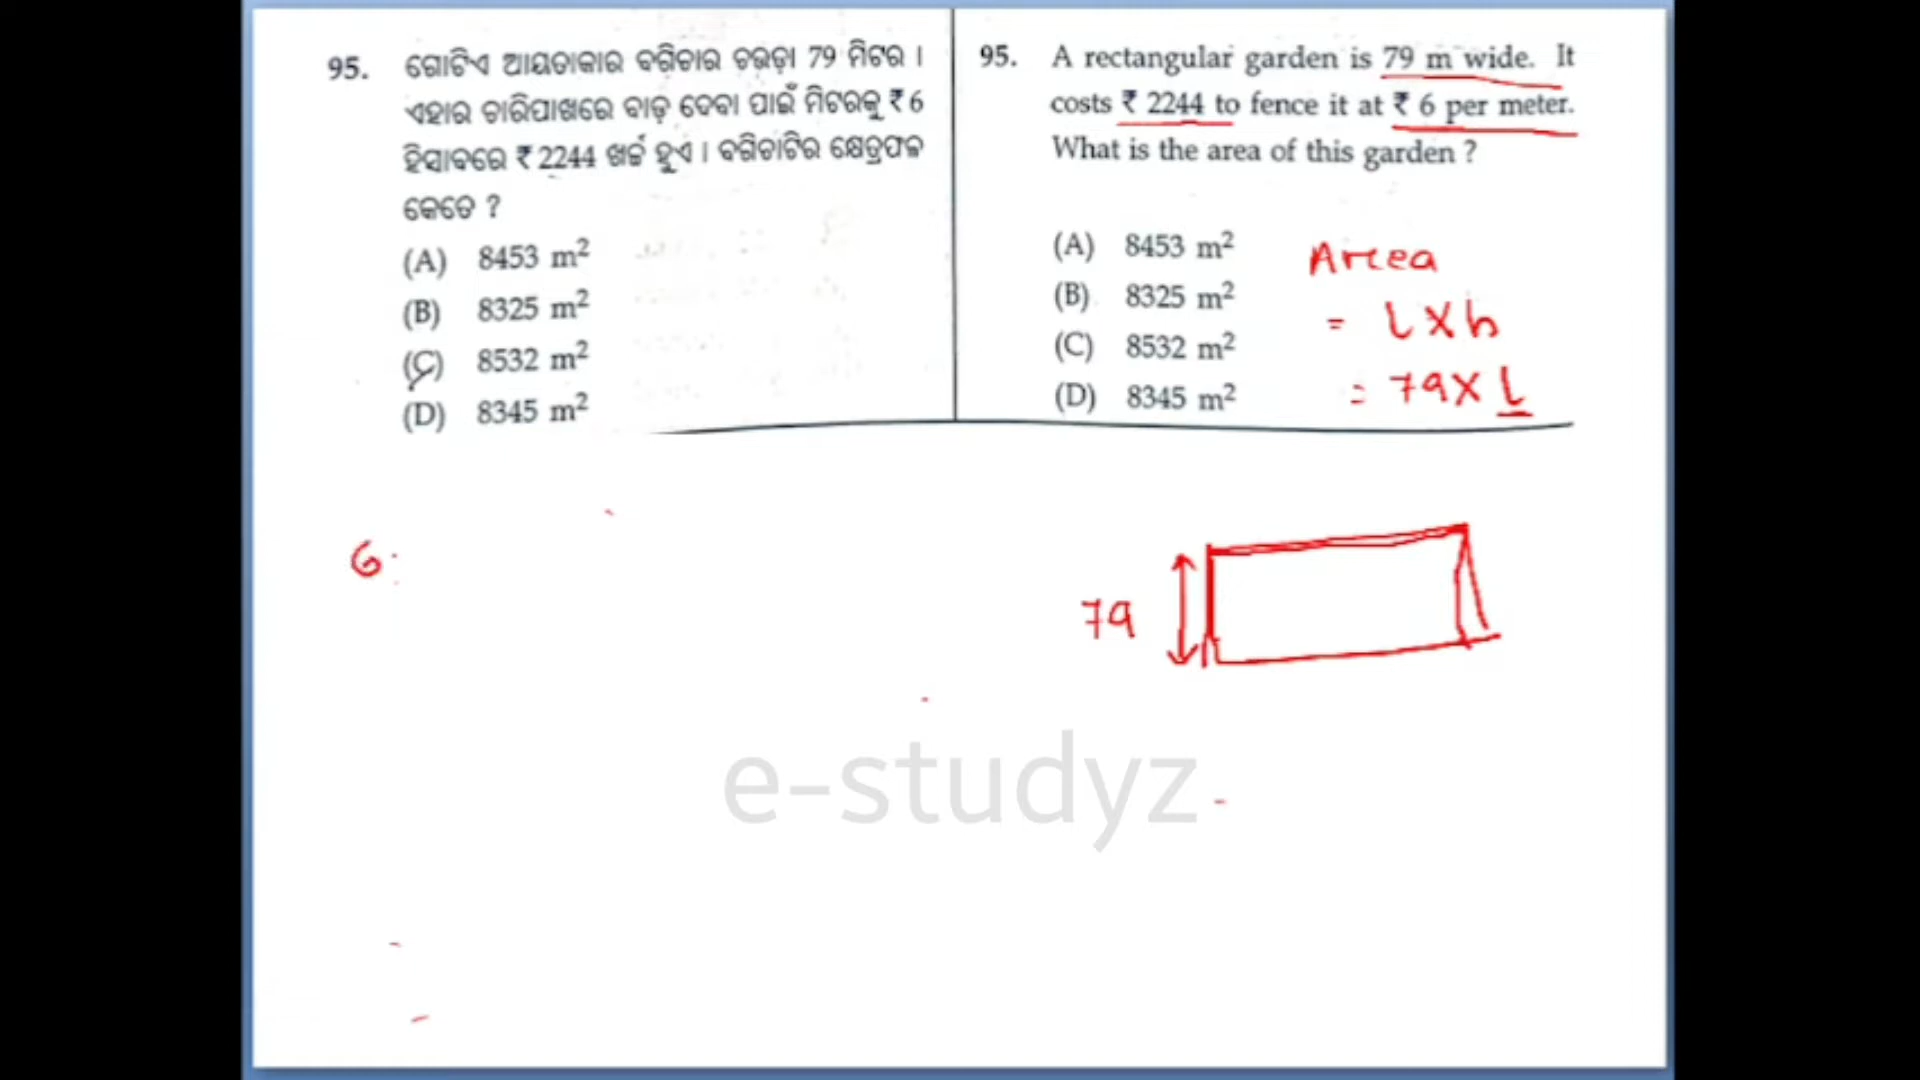 95. ଗୋଟିଏ ଆୟତାକାର ବଗିଚାର ଚଉଡ଼ା 79 ମିଟର ।
ଏହାର ଚାରିପାଖରେ ବାଡ଼ ଦେବା ପାଇଁ ମିଟରକୁ ₹ 6
ହିସାବରେ ₹ 2244 ଖର୍ଚ୍ଚ ହୁଏ । ବଗିଚାଟିର କ୍ଷେତ୍ରଫଳ
କେତେ ?
(A) 8453 m²
(B) 8325 m²
(C) 8532 m²
(D) 8345 m²
95. A rectangular garden is 79 m wide. It
costs ₹ 2244 to fence it at ₹ 6 per meter.
What is the area of this garden ?
(A) 8453 m²
(B) 8325 m²
(C) 8532 m²
(D) 8345 m²
Area
= L X b
= 79 X L
6
79
e-studyz